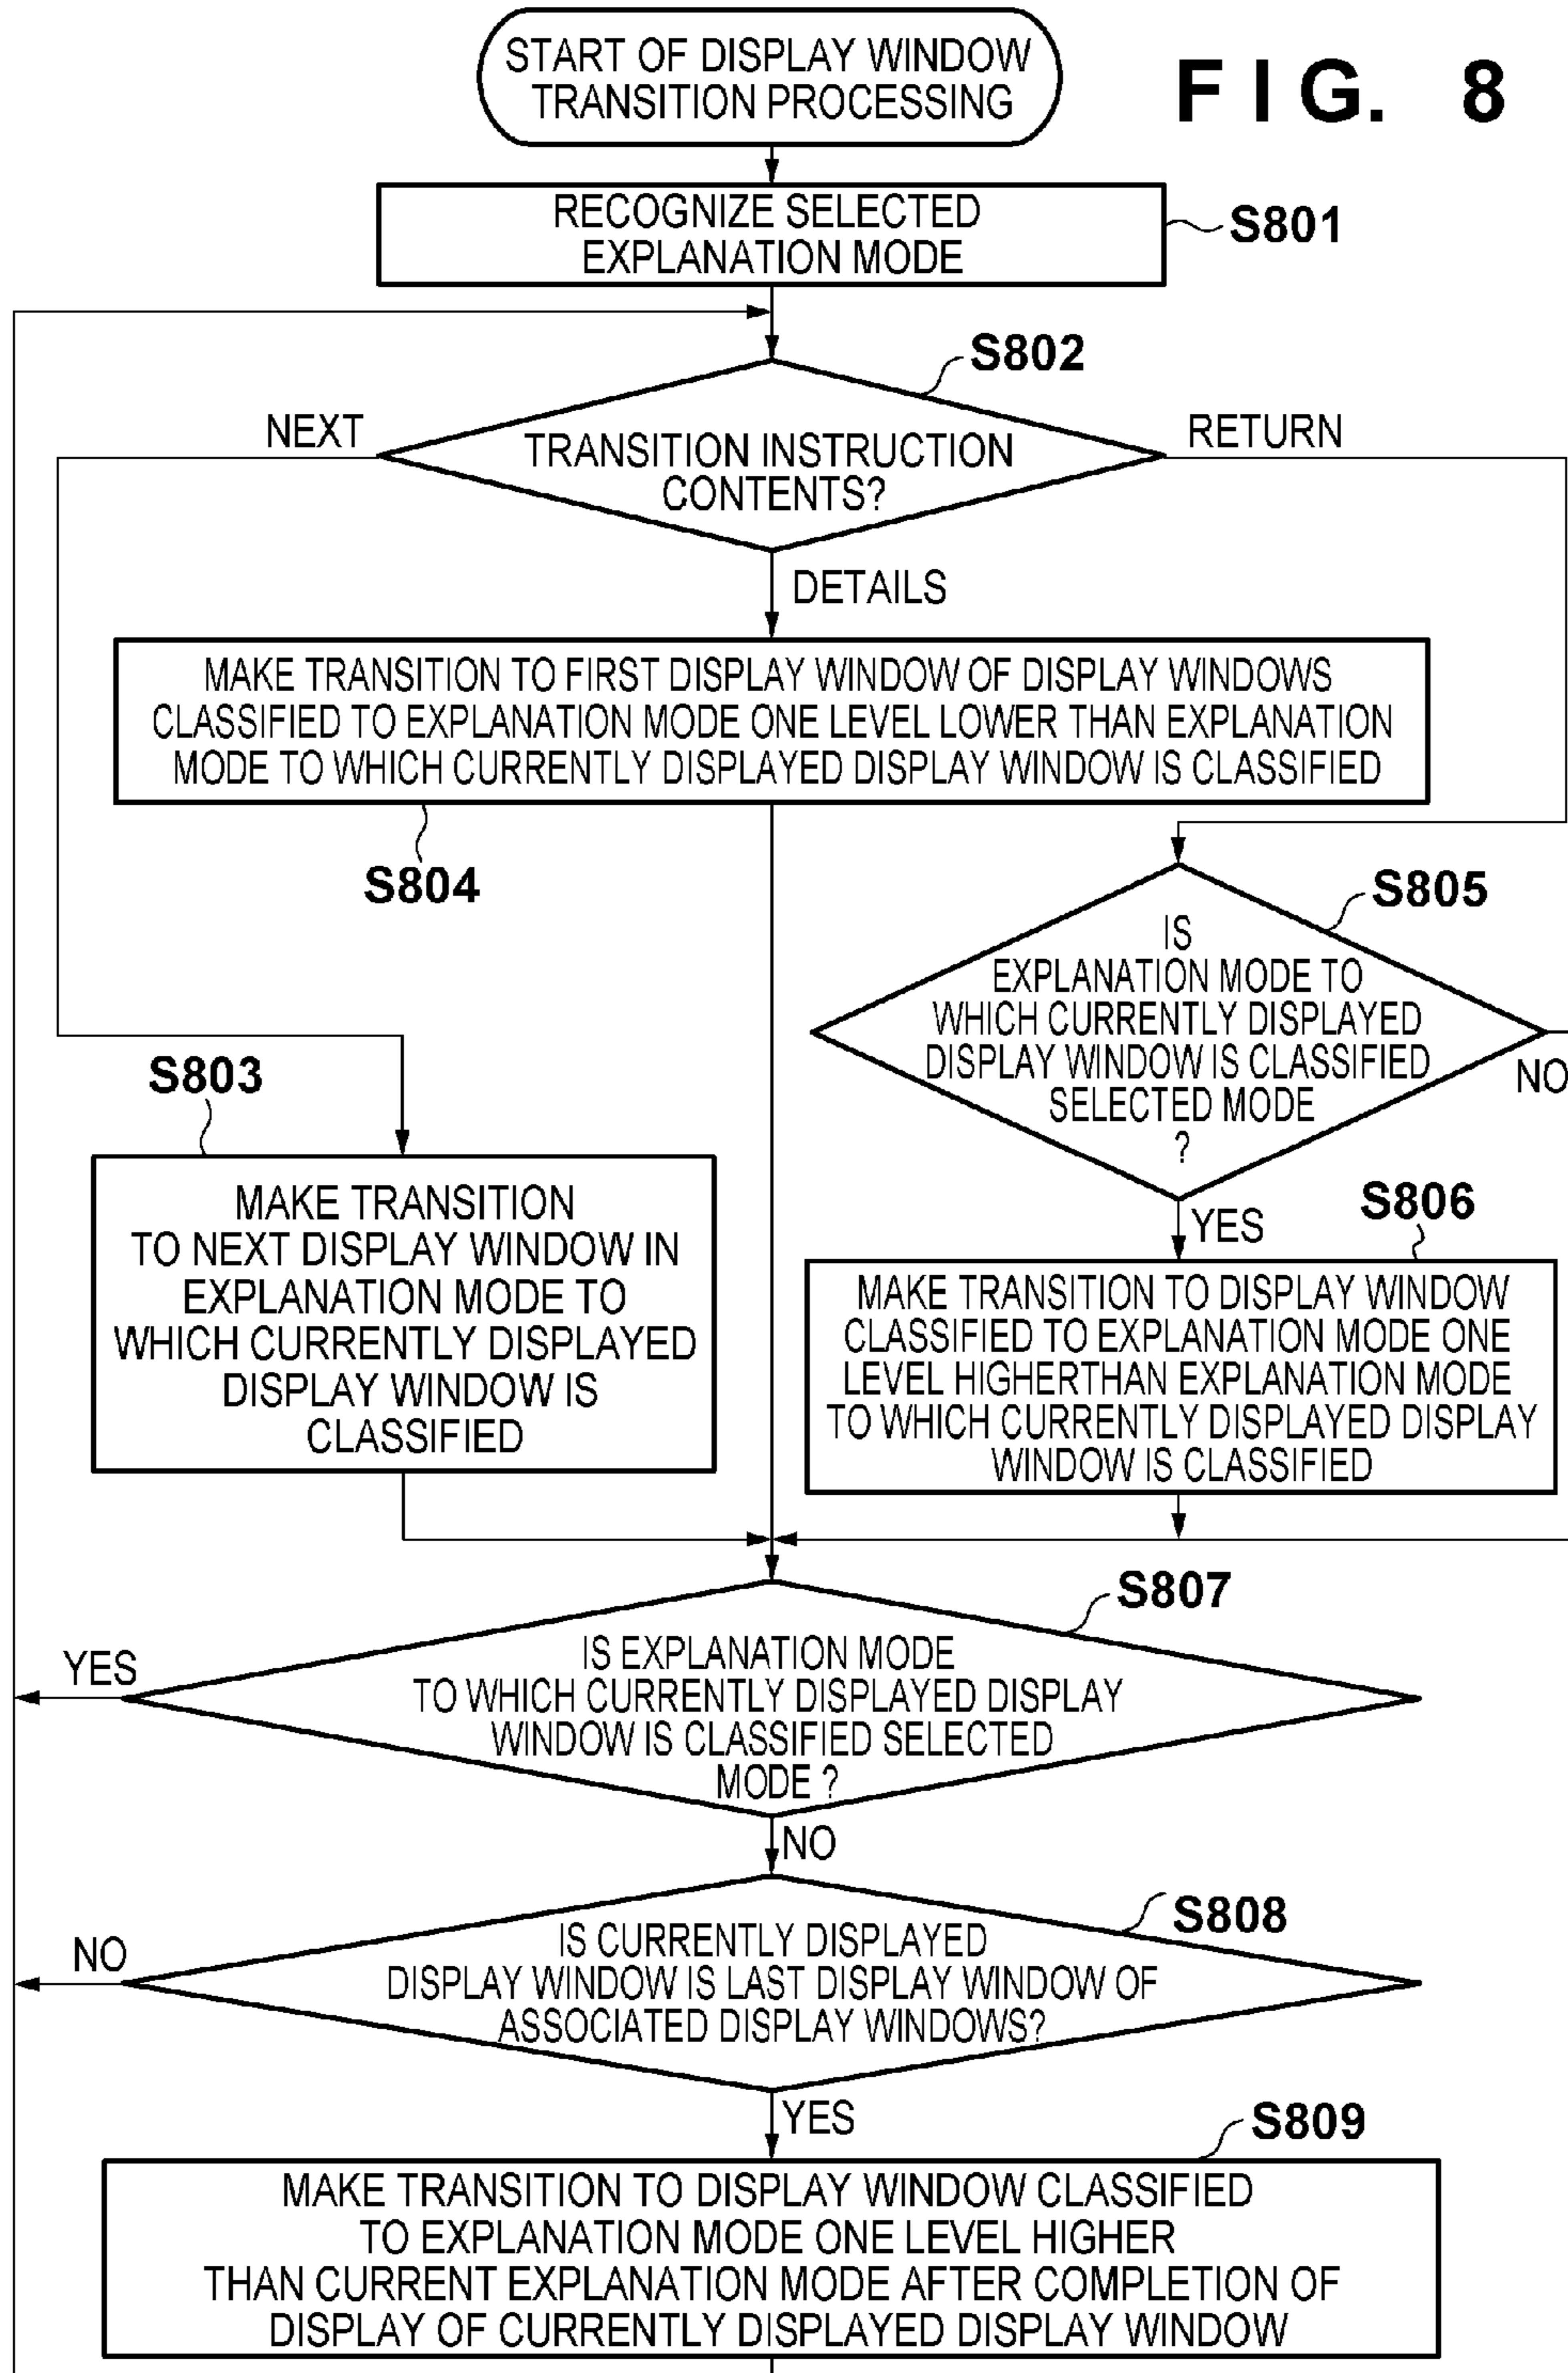 START OF DISPLAY WINDOW
TRANSITION PROCESSING
FIG. 8
RECOGNIZE SELECTED
EXPLANATION MODE
S801
S802
NEXT
TRANSITION INSTRUCTION
CONTENTS?
RETURN
DETAILS
MAKE TRANSITION TO FIRST DISPLAY WINDOW OF DISPLAY WINDOWS
CLASSIFIED TO EXPLANATION MODE ONE LEVEL LOWER THAN EXPLANATION
MODE TO WHICH CURRENTLY DISPLAYED DISPLAY WINDOW IS CLASSIFIED
S804
S805
IS
EXPLANATION MODE TO
WHICH CURRENTLY DISPLAYED
DISPLAY WINDOW IS CLASSIFIED
SELECTED MODE
?
NO
S803
MAKE TRANSITION
TO NEXT DISPLAY WINDOW IN
EXPLANATION MODE TO
WHICH CURRENTLY DISPLAYED
DISPLAY WINDOW IS
CLASSIFIED
YES
S806
MAKE TRANSITION TO DISPLAY WINDOW
CLASSIFIED TO EXPLANATION MODE ONE
LEVEL HIGHERTHAN EXPLANATION MODE
TO WHICH CURRENTLY DISPLAYED DISPLAY
WINDOW IS CLASSIFIED
S807
YES
IS EXPLANATION MODE
TO WHICH CURRENTLY DISPLAYED DISPLAY
WINDOW IS CLASSIFIED SELECTED
MODE ?
NO
S808
NO
IS CURRENTLY DISPLAYED
DISPLAY WINDOW IS LAST DISPLAY WINDOW OF
ASSOCIATED DISPLAY WINDOWS?
YES
S809
MAKE TRANSITION TO DISPLAY WINDOW CLASSIFIED
TO EXPLANATION MODE ONE LEVEL HIGHER
THAN CURRENT EXPLANATION MODE AFTER COMPLETION OF
DISPLAY OF CURRENTLY DISPLAYED DISPLAY WINDOW